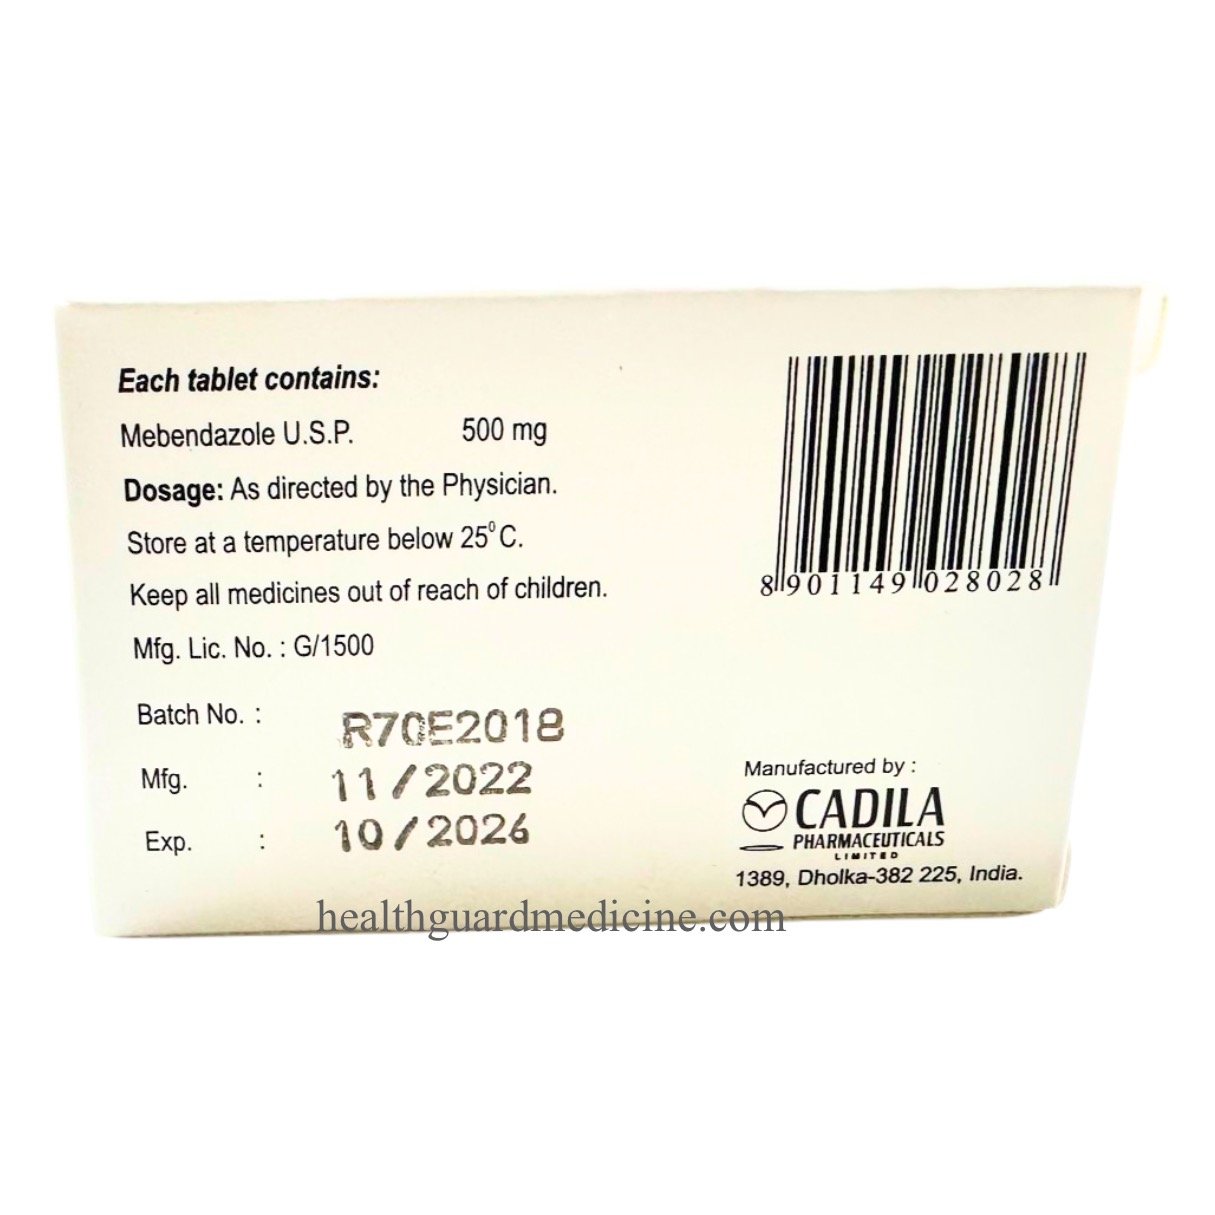 Each tablet contains:
Mebendazole U.S.P. 500 mg
Dosage: As directed by the Physician.
Store at a temperature below 25⁰C.
Keep all medicines out of reach of children.
Mfg. Lic. No. : G/1500
Batch No. : R70E2018
Mfg. : 11/2022
Exp. : 10/2026
8901149028028
Manufactured by :
CADILA
PHARMACEUTICALS
LIMITED
1389, Dholka-382 225, India.
healthguardmedicine.com